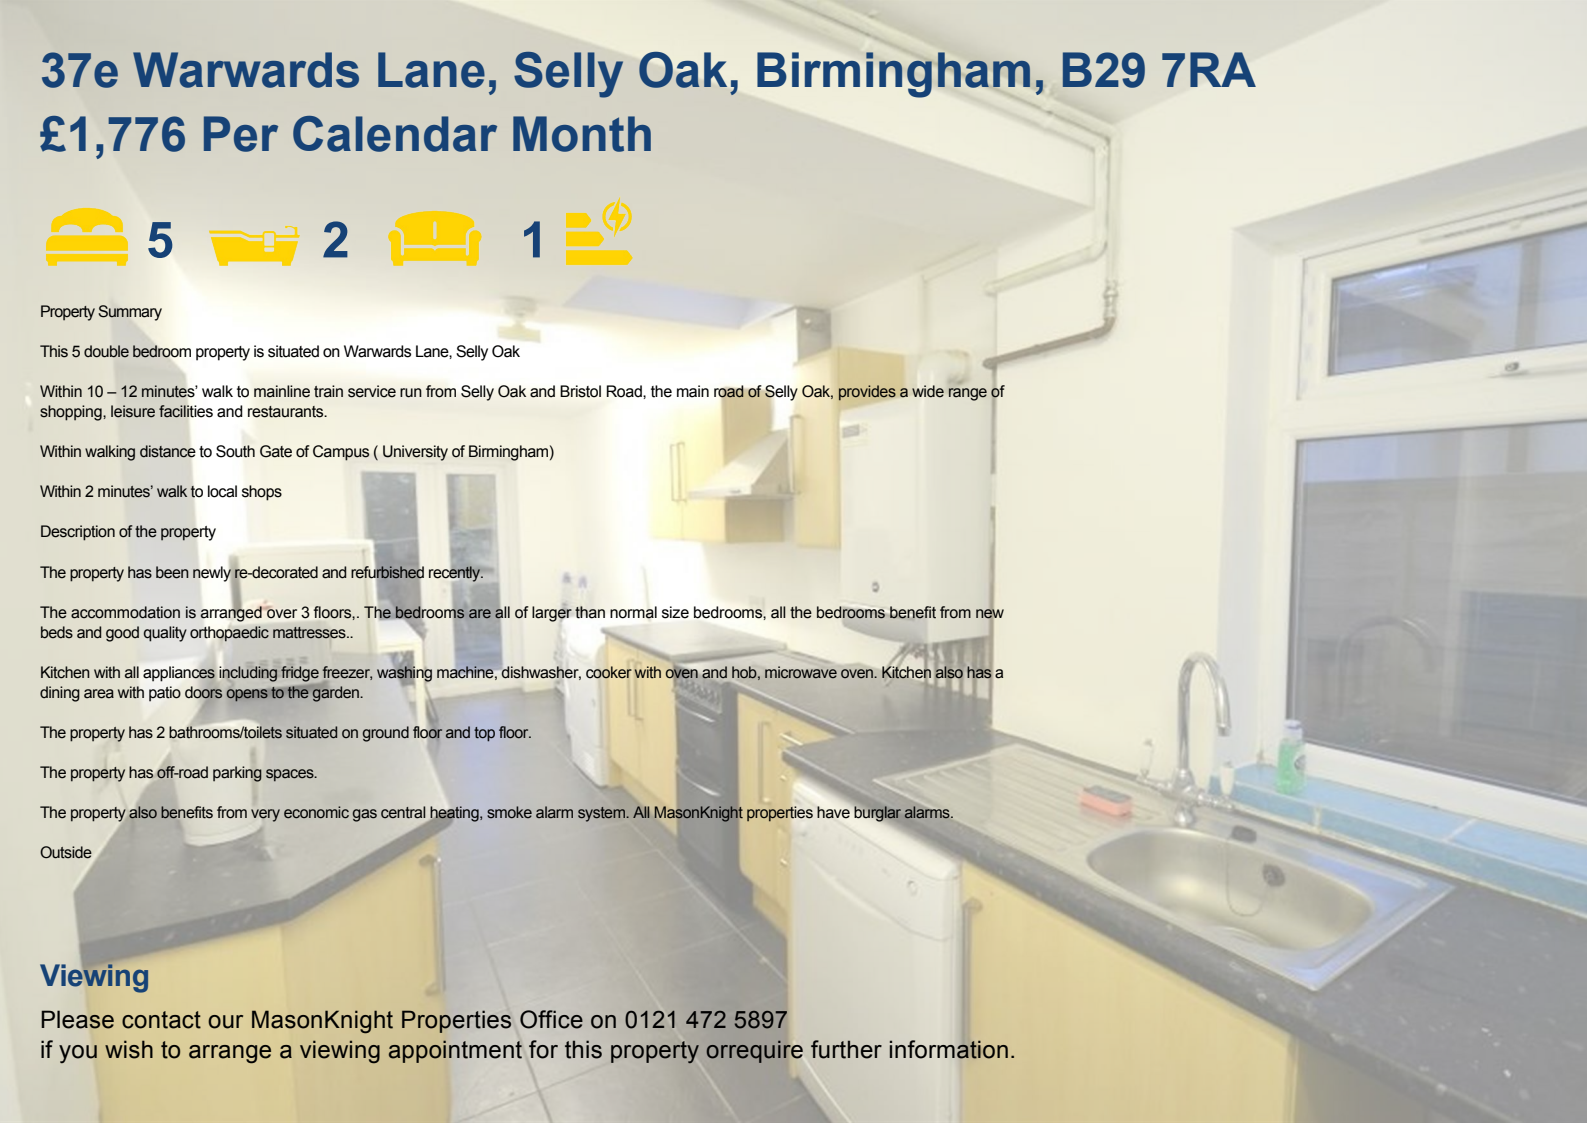 37e Warwards Lane, Selly Oak, Birmingham, B29 7RA
£1,776 Per Calendar Month
5 2 1
Property Summary
This 5 double bedroom property is situated on Warwards Lane, Selly Oak
Within 10 – 12 minutes' walk to mainline train service run from Selly Oak and Bristol Road, the main road of Selly Oak, provides a wide range of
shopping, leisure facilities and restaurants.
Within walking distance to South Gate of Campus ( University of Birmingham)
Within 2 minutes' walk to local shops
Description of the property
The property has been newly re-decorated and refurbished recently.
The accommodation is arranged over 3 floors,. The bedrooms are all of larger than normal size bedrooms, all the bedrooms benefit from new
beds and good quality orthopaedic mattresses..
Kitchen with all appliances including fridge freezer, washing machine, dishwasher, cooker with oven and hob, microwave oven. Kitchen also has a
dining area with patio doors opens to the garden.
The property has 2 bathrooms/toilets situated on ground floor and top floor.
The property has off-road parking spaces.
The property also benefits from very economic gas central heating, smoke alarm system. All MasonKnight properties have burglar alarms.
Outside
Viewing
Please contact our MasonKnight Properties Office on 0121 472 5897
if you wish to arrange a viewing appointment for this property orrequire further information.